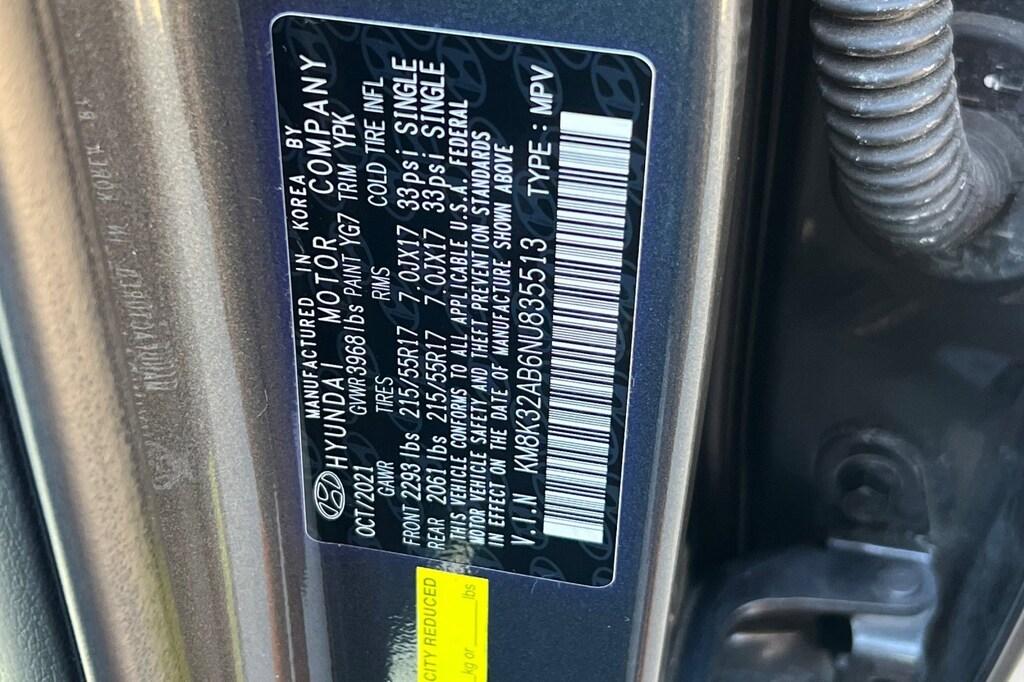 MANUFACTURED IN KOREA BY
HYUNDAI MOTOR COMPANY
OCT/2021 GVWR 3968 lbs PAINT YG7 TRIM YPK
GAWR TIRES RIMS COLD TIRE INFL
FRONT 2293 lbs 215/55R17 7.0JX17 33psi SINGLE
REAR 2061 lbs 215/55R17 7.0JX17 33psi SINGLE
THIS VEHICLE CONFORMS TO ALL APPLICABLE U.S.A. FEDERAL
MOTOR VEHICLE SAFETY AND THEFT PREVENTION STANDARDS
IN EFFECT ON THE DATE OF MANUFACTURE SHOWN ABOVE
V.I.N KM8K32AB6NU835513 TYPE : MPV
CITY REDUCED
kg or ____lbs